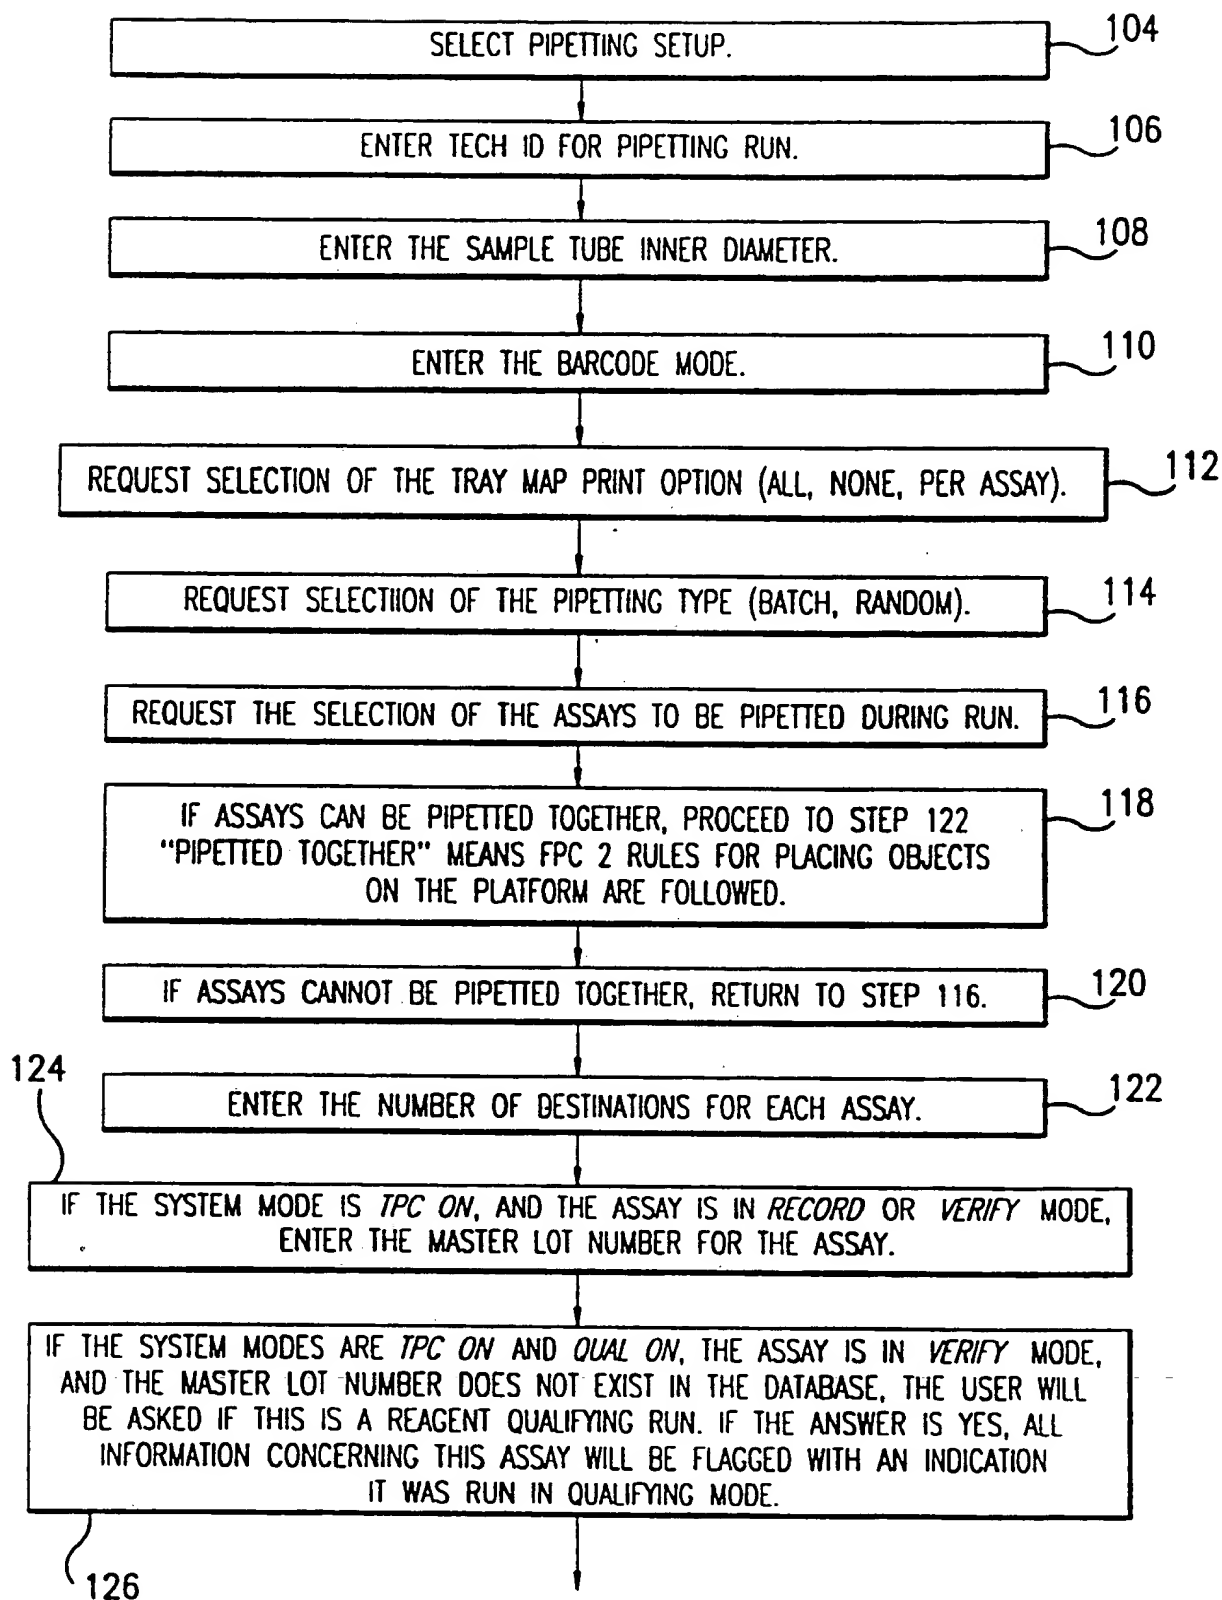 SELECT PIPETTING SETUP.
104
ENTER TECH ID FOR PIPETTING RUN.
106
ENTER THE SAMPLE TUBE INNER DIAMETER.
108
ENTER THE BARCODE MODE.
110
REQUEST SELECTION OF THE TRAY MAP PRINT OPTION (ALL, NONE, PER ASSAY).
112
REQUEST SELECTIION OF THE PIPETTING TYPE (BATCH, RANDOM).
114
REQUEST THE SELECTION OF THE ASSAYS TO BE PIPETTED DURING RUN.
116
IF ASSAYS CAN BE PIPETTED TOGETHER, PROCEED TO STEP 122
"PIPETTED TOGETHER" MEANS FPC 2 RULES FOR PLACING OBJECTS
ON THE PLATFORM ARE FOLLOWED.
118
IF ASSAYS CANNOT BE PIPETTED TOGETHER, RETURN TO STEP 116.
120
ENTER THE NUMBER OF DESTINATIONS FOR EACH ASSAY.
122
124
IF THE SYSTEM MODE IS TPC ON, AND THE ASSAY IS IN RECORD OR VERIFY MODE,
ENTER THE MASTER LOT NUMBER FOR THE ASSAY.
IF THE SYSTEM MODES ARE TPC ON AND QUAL ON, THE ASSAY IS IN VERIFY MODE,
AND THE MASTER LOT NUMBER DOES NOT EXIST IN THE DATABASE, THE USER WILL
BE ASKED IF THIS IS A REAGENT QUALIFYING RUN. IF THE ANSWER IS YES, ALL
INFORMATION CONCERNING THIS ASSAY WILL BE FLAGGED WITH AN INDICATION
IT WAS RUN IN QUALIFYING MODE.
126